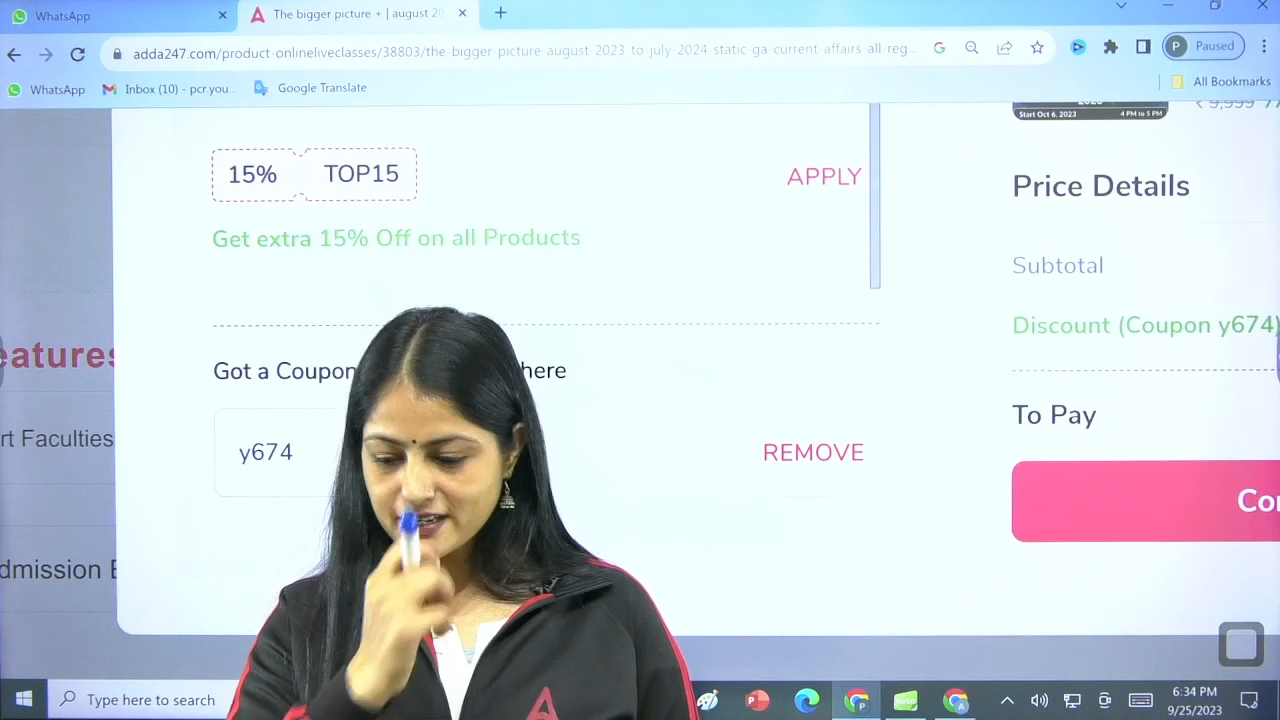 WhatsApp
The bigger picture + | august 20
adda247.com/product-onlineliveclasses/38803/the-bigger-picture-august-2023-to-july-2024-static-ga-current-affairs-all-reg...
P Paused
WhatsApp
Inbox (10) - pcr.you...
Google Translate
All Bookmarks
Start Oct 6, 2023
4 PM to 5 PM
₹ 9,999
15% TOP15
APPLY
Get extra 15% Off on all Products
Price Details
Subtotal
Discount (Coupon y674)
eatures
Got a Coupon
here
To Pay
rt Faculties
y674
REMOVE
Con
dmission
Type here to search
6:34 PM
9/25/2023